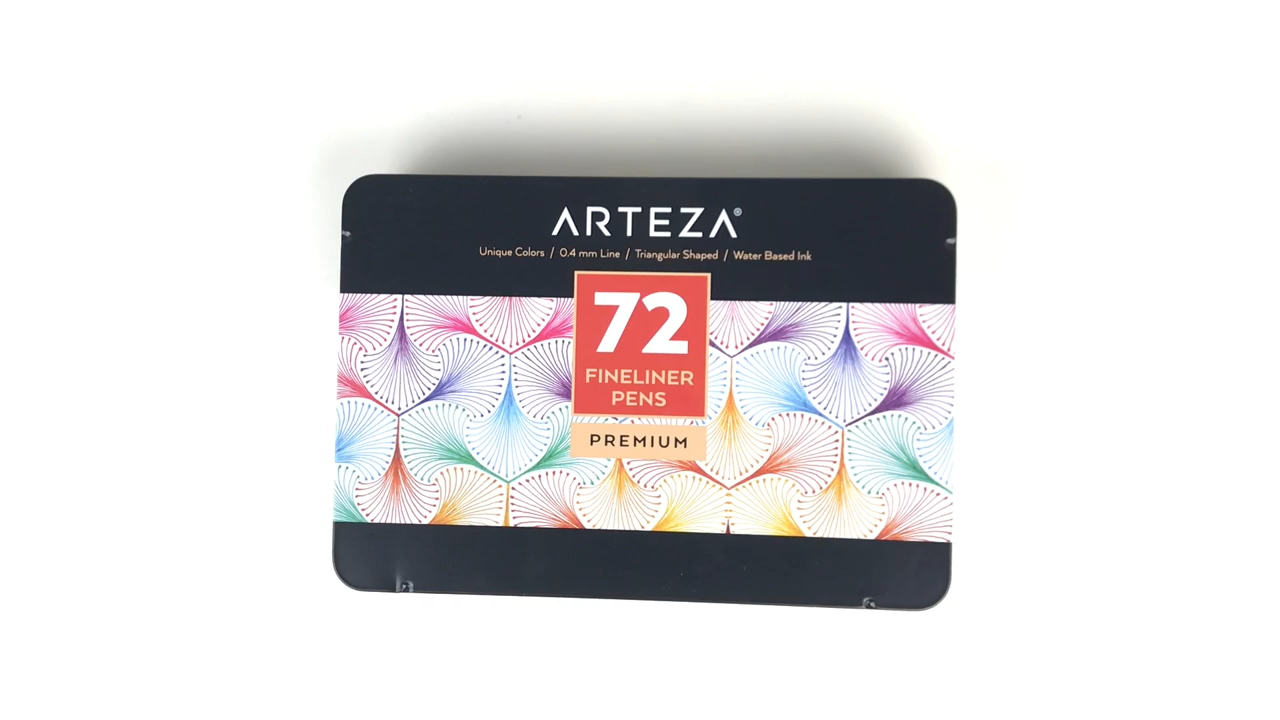 ARTEZA®
Unique Colors / 0.4 mm Line / Triangular Shaped / Water Based Ink
72
FINELINER
PENS
PREMIUM